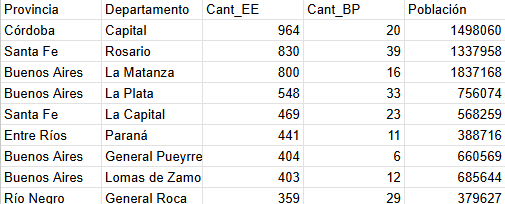 Provincia Departamento Cant_EE Cant_BP Población
Córdoba Capital 964 20 1498060
Santa Fe Rosario 830 39 1337958
Buenos Aires La Matanza 800 16 1837168
Buenos Aires La Plata 548 33 756074
Santa Fe La Capital 469 23 568259
Entre Ríos Paraná 441 11 388716
Buenos Aires General Pueyrre 404 6 660569
Buenos Aires Lomas de Zamo 403 12 685644
Río Negro General Roca 359 29 379627